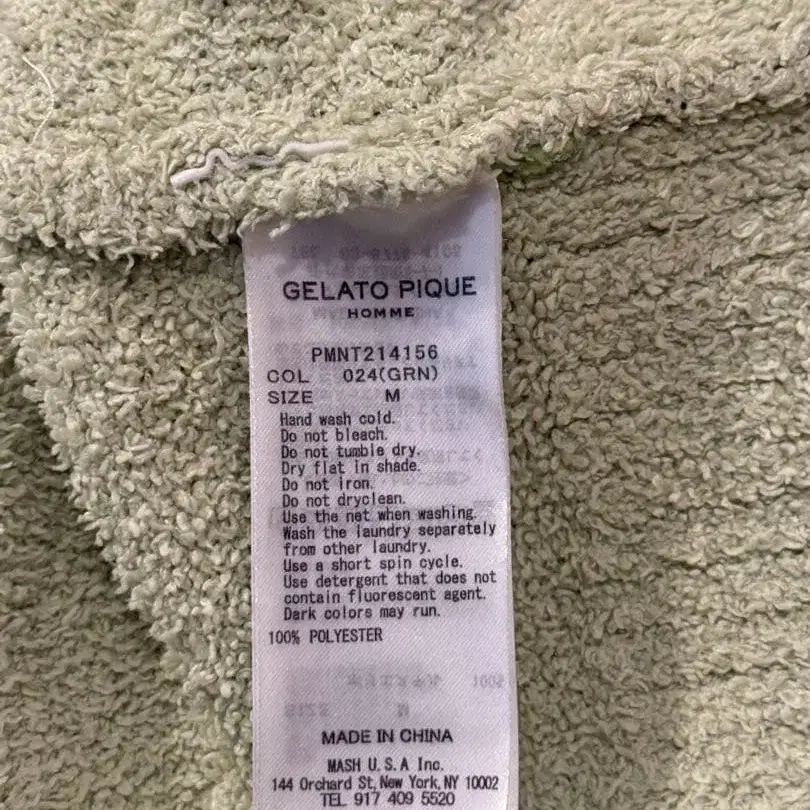 GELATO PIQUE
HOMME
PMNT214156
COL 024(GRN)
SIZE M
Hand wash cold.
Do not bleach.
Do not tumble dry.
Dry flat in shade.
Do not iron.
Do not dryclean.
Use the net when washing.
Wash the laundry separately
from other laundry.
Use a short spin cycle.
Use detergent that does not
contain fluorescent agent.
Dark colors may run.
100% POLYESTER
MADE IN CHINA
MASH U.S.A Inc.
144 Orchard St, New York, NY 10002
TEL 917 409 5520